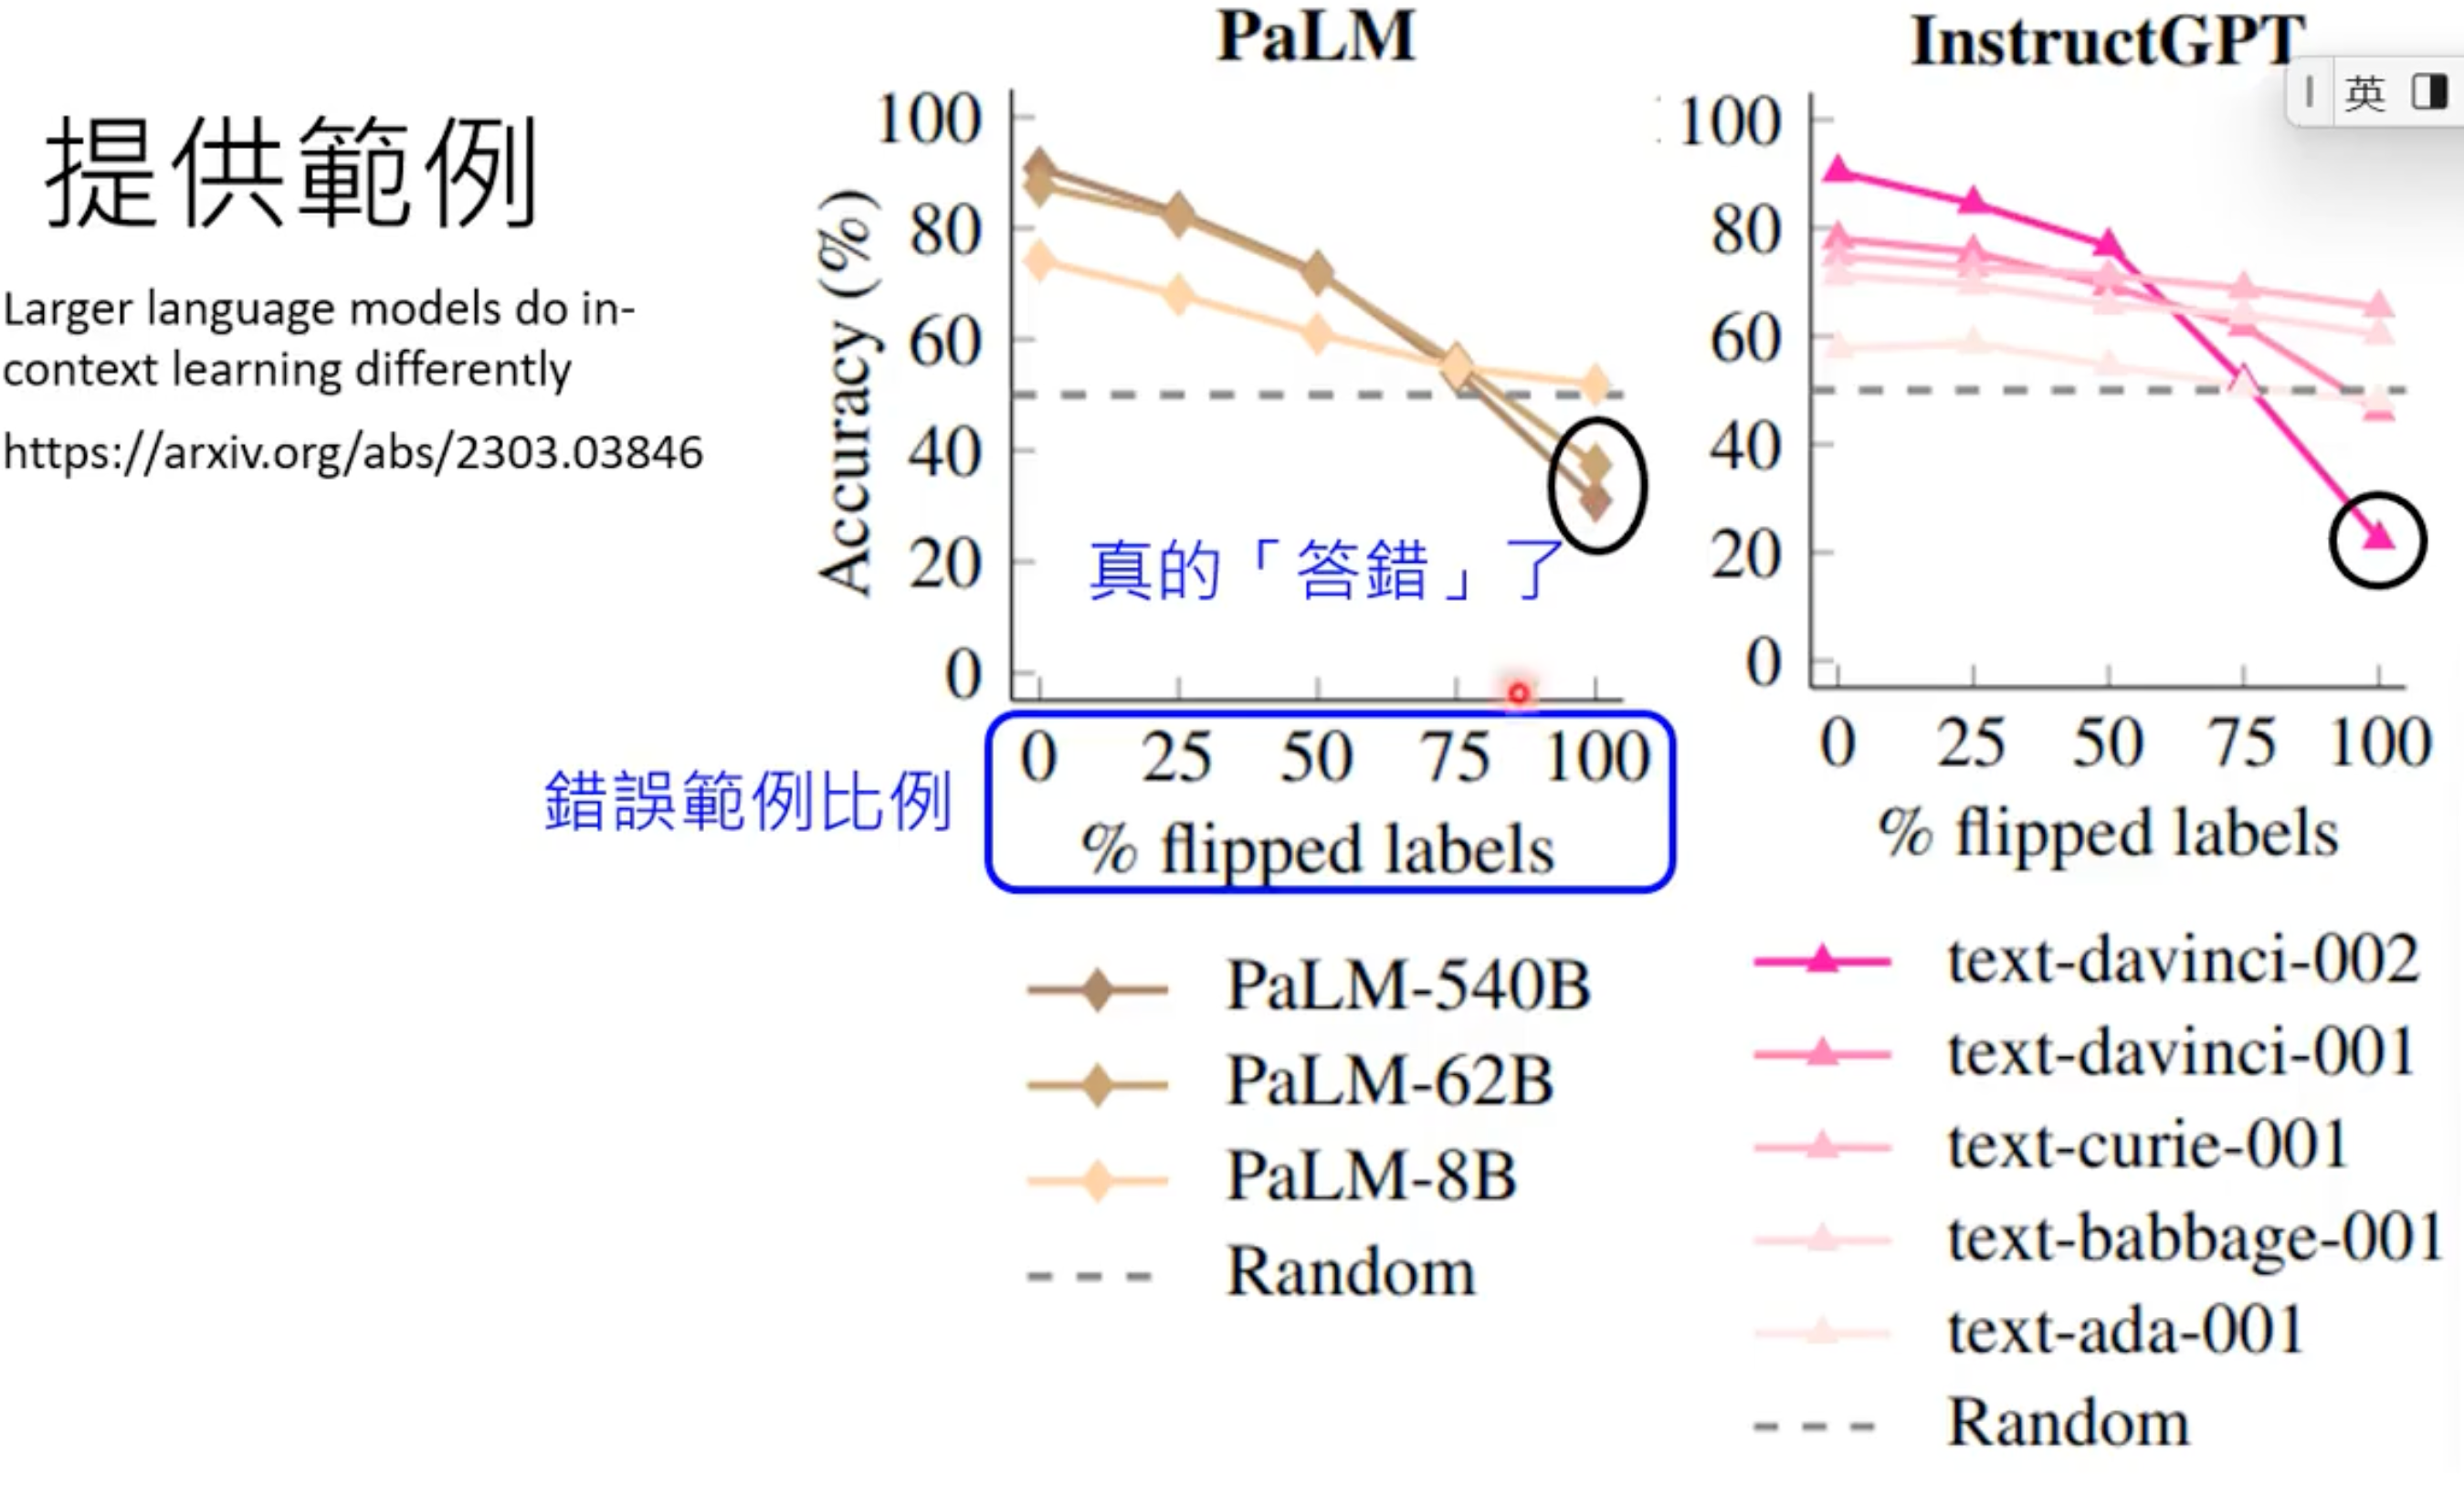 提供範例
Larger language models do in-
context learning differently
https://arxiv.org/abs/2303.03846
PaLM
Accuracy (%)
100
80
60
40
20
0
真的「答錯」了
0 25 50 75 100
% flipped labels
錯誤範例比例
PaLM-540B
PaLM-62B
PaLM-8B
Random
InstructGPT
英
100
80
60
40
20
0
0 25 50 75 100
% flipped labels
text-davinci-002
text-davinci-001
text-curie-001
text-babbage-001
text-ada-001
Random